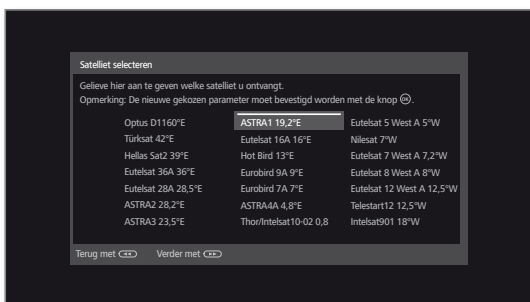 Satelliet selecteren
Gelieve hier aan te geven welke satelliet u ontvangt.
Opmerking: De nieuwe gekozen parameter moet bevestigd worden met de knop OK.
Optus D1160°E
Türksat 42°E
Hellas Sat2 39°E
Eutelsat 36A 36°E
Eutelsat 28A 28,5°E
ASTRA2 28,2°E
ASTRA3 23,5°E
ASTRA1 19,2°E
Eutelsat 16A 16°E
Hot Bird 13°E
Eurobird 9A 9°E
Eurobird 7A 7°E
ASTRA4A 4,8°E
Thor/Intelsat10-02 0,8
Eutelsat 5 West A 5°W
Nilesat 7°W
Eutelsat 7 West A 7,2°W
Eutelsat 8 West A 8°W
Eutelsat 12 West A 12,5°W
Telestart12 12,5°W
Intelsat901 18°W
Terug met Verder met